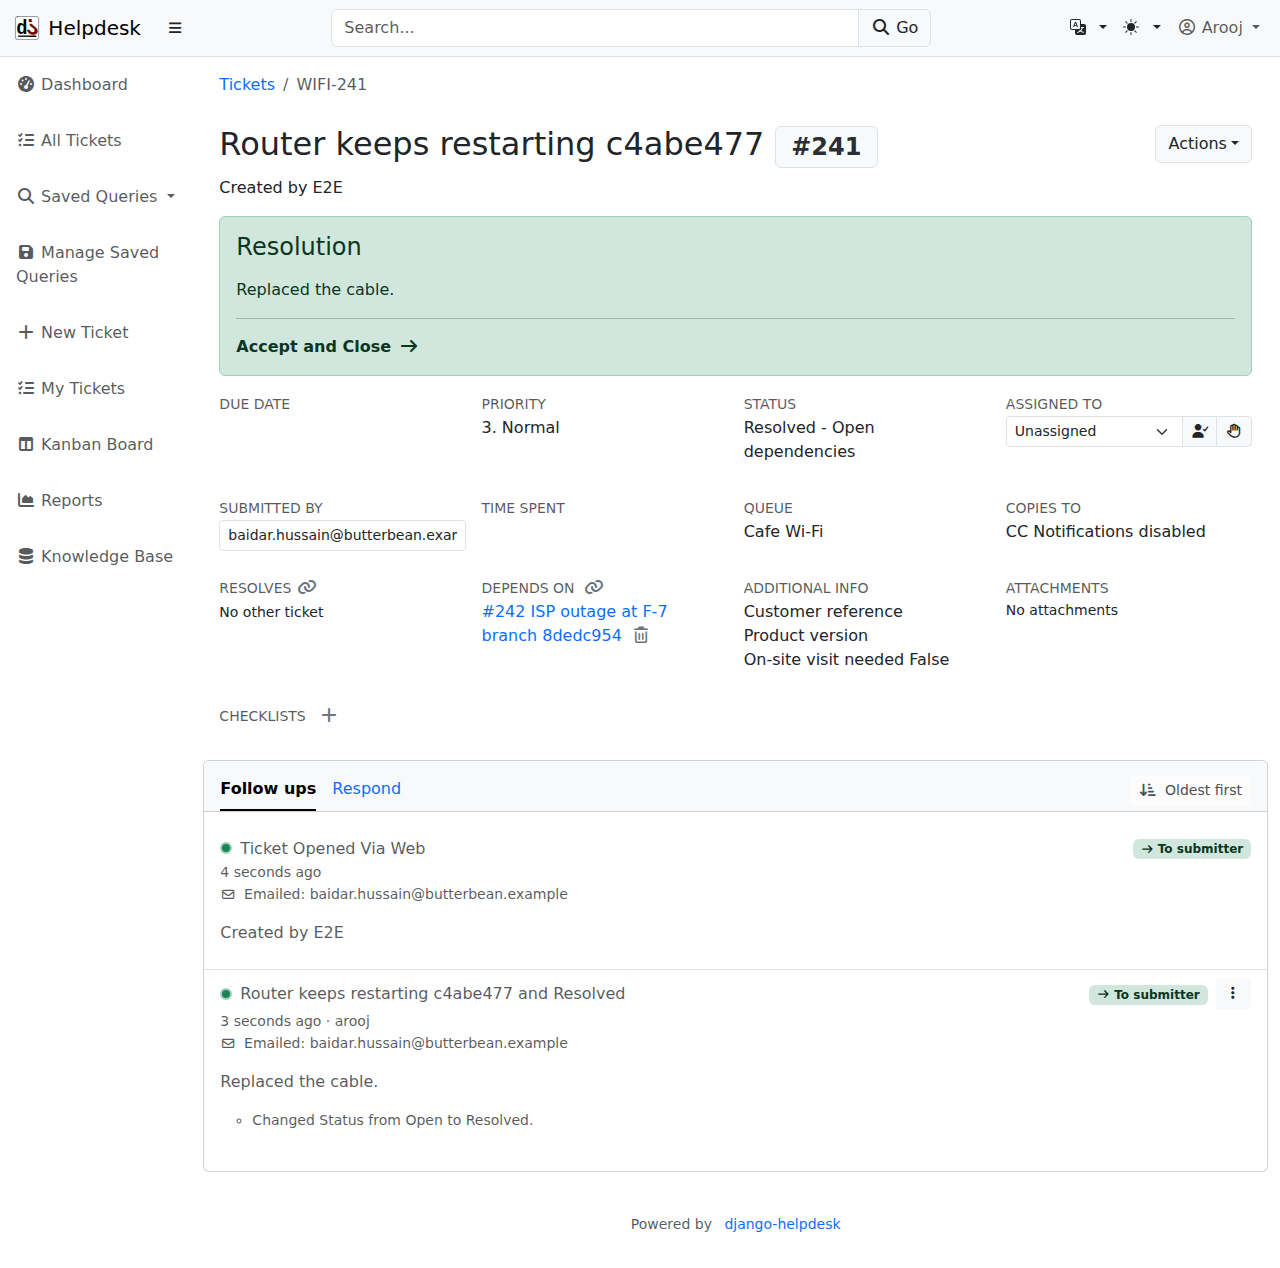 Helpdesk
Search...
Go
Arooj
Dashboard
All Tickets
Saved Queries
Manage Saved
Queries
New Ticket
My Tickets
Kanban Board
Reports
Knowledge Base
Tickets / WIFI-241
Router keeps restarting c4abe477 #241
Actions
Created by E2E
Resolution
Replaced the cable.
Accept and Close
DUE DATE
PRIORITY
3. Normal
STATUS
Resolved - Open
dependencies
ASSIGNED TO
Unassigned
SUBMITTED BY
baidar.hussain@butterbean.exar
TIME SPENT
QUEUE
Cafe Wi-Fi
COPIES TO
CC Notifications disabled
RESOLVES
No other ticket
DEPENDS ON
#242 ISP outage at F-7
branch 8dedc954
ADDITIONAL INFO
Customer reference
Product version
On-site visit needed False
ATTACHMENTS
No attachments
CHECKLISTS
Follow ups
Respond
Oldest first
Ticket Opened Via Web
To submitter
4 seconds ago
Emailed: baidar.hussain@butterbean.example
Created by E2E
Router keeps restarting c4abe477 and Resolved
To submitter
3 seconds ago · arooj
Emailed: baidar.hussain@butterbean.example
Replaced the cable.
Changed Status from Open to Resolved.
Powered by django-helpdesk